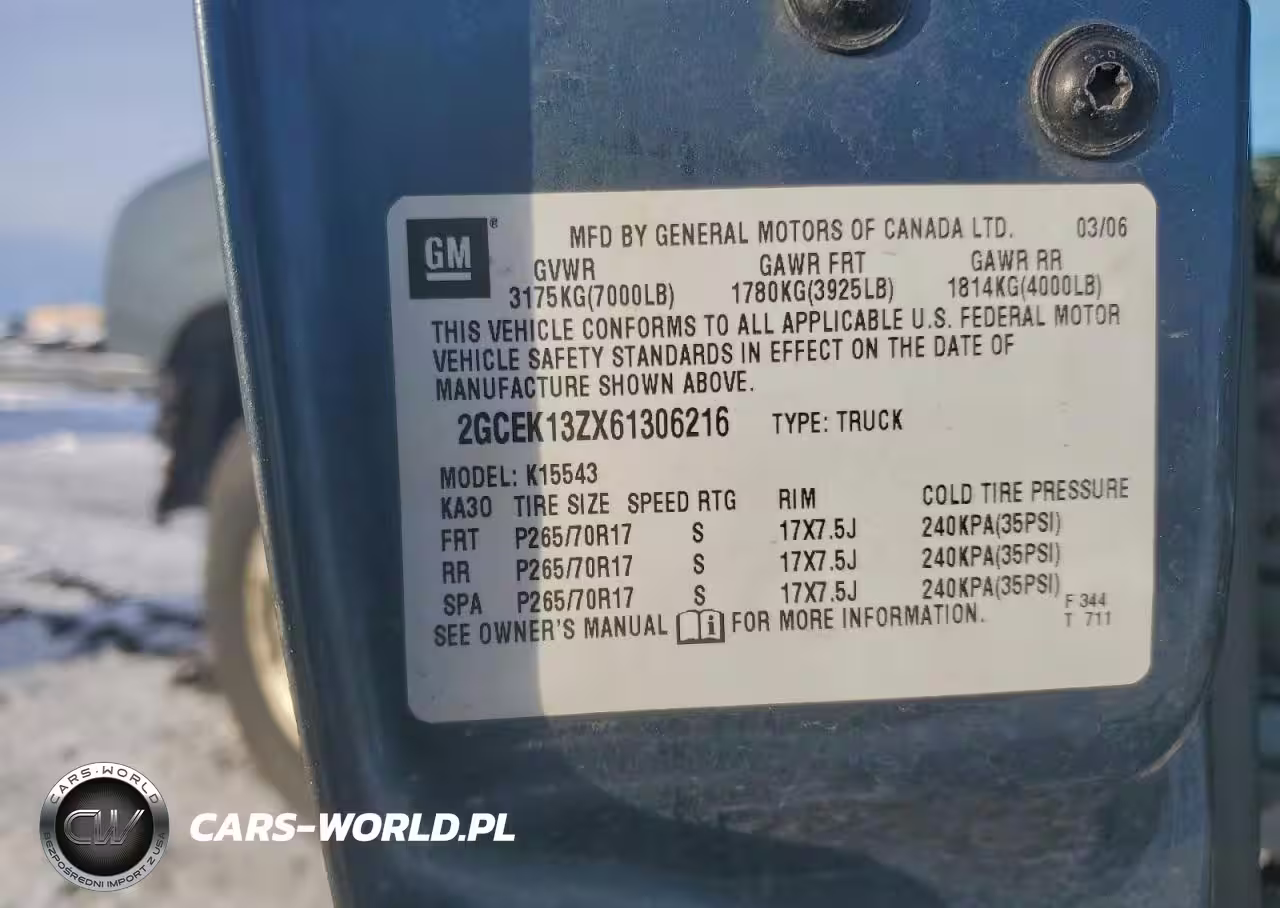 GM®
MFD BY GENERAL MOTORS OF CANADA LTD. 03/06
GVWR GAWR FRT GAWR RR
3175KG(7000LB) 1780KG(3925LB) 1814KG(4000LB)
THIS VEHICLE CONFORMS TO ALL APPLICABLE U.S. FEDERAL MOTOR
VEHICLE SAFETY STANDARDS IN EFFECT ON THE DATE OF
MANUFACTURE SHOWN ABOVE.
2GCEK13ZX61306216 TYPE: TRUCK
MODEL: K15543
KA30 TIRE SIZE SPEED RTG RIM COLD TIRE PRESSURE
FRT P265/70R17 S 17X7.5J 240KPA(35PSI)
RR P265/70R17 S 17X7.5J 240KPA(35PSI)
SPA P265/70R17 S 17X7.5J 240KPA(35PSI)
F 344
T 711
SEE OWNER'S MANUAL i FOR MORE INFORMATION.
CARS-WORLD
CW
BEZPOŚREDNI IMPORT Z USA
CARS-WORLD.PL